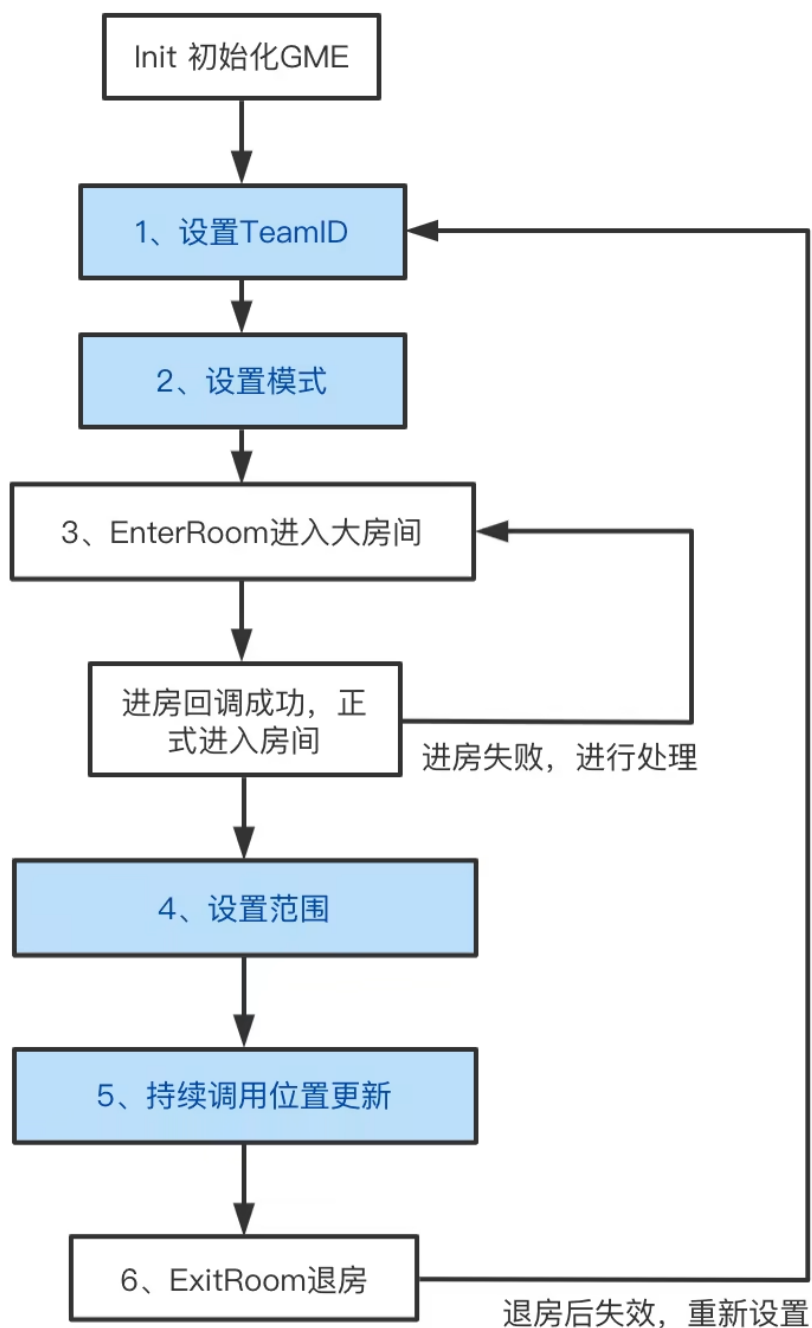 Init 初始化GME
1、设置TeamID
2、设置模式
3、EnterRoom进入大房间
进房回调成功，正
式进入房间
进房失败，进行处理
4、设置范围
5、持续调用位置更新
6、ExitRoom退房
退房后失效，重新设置